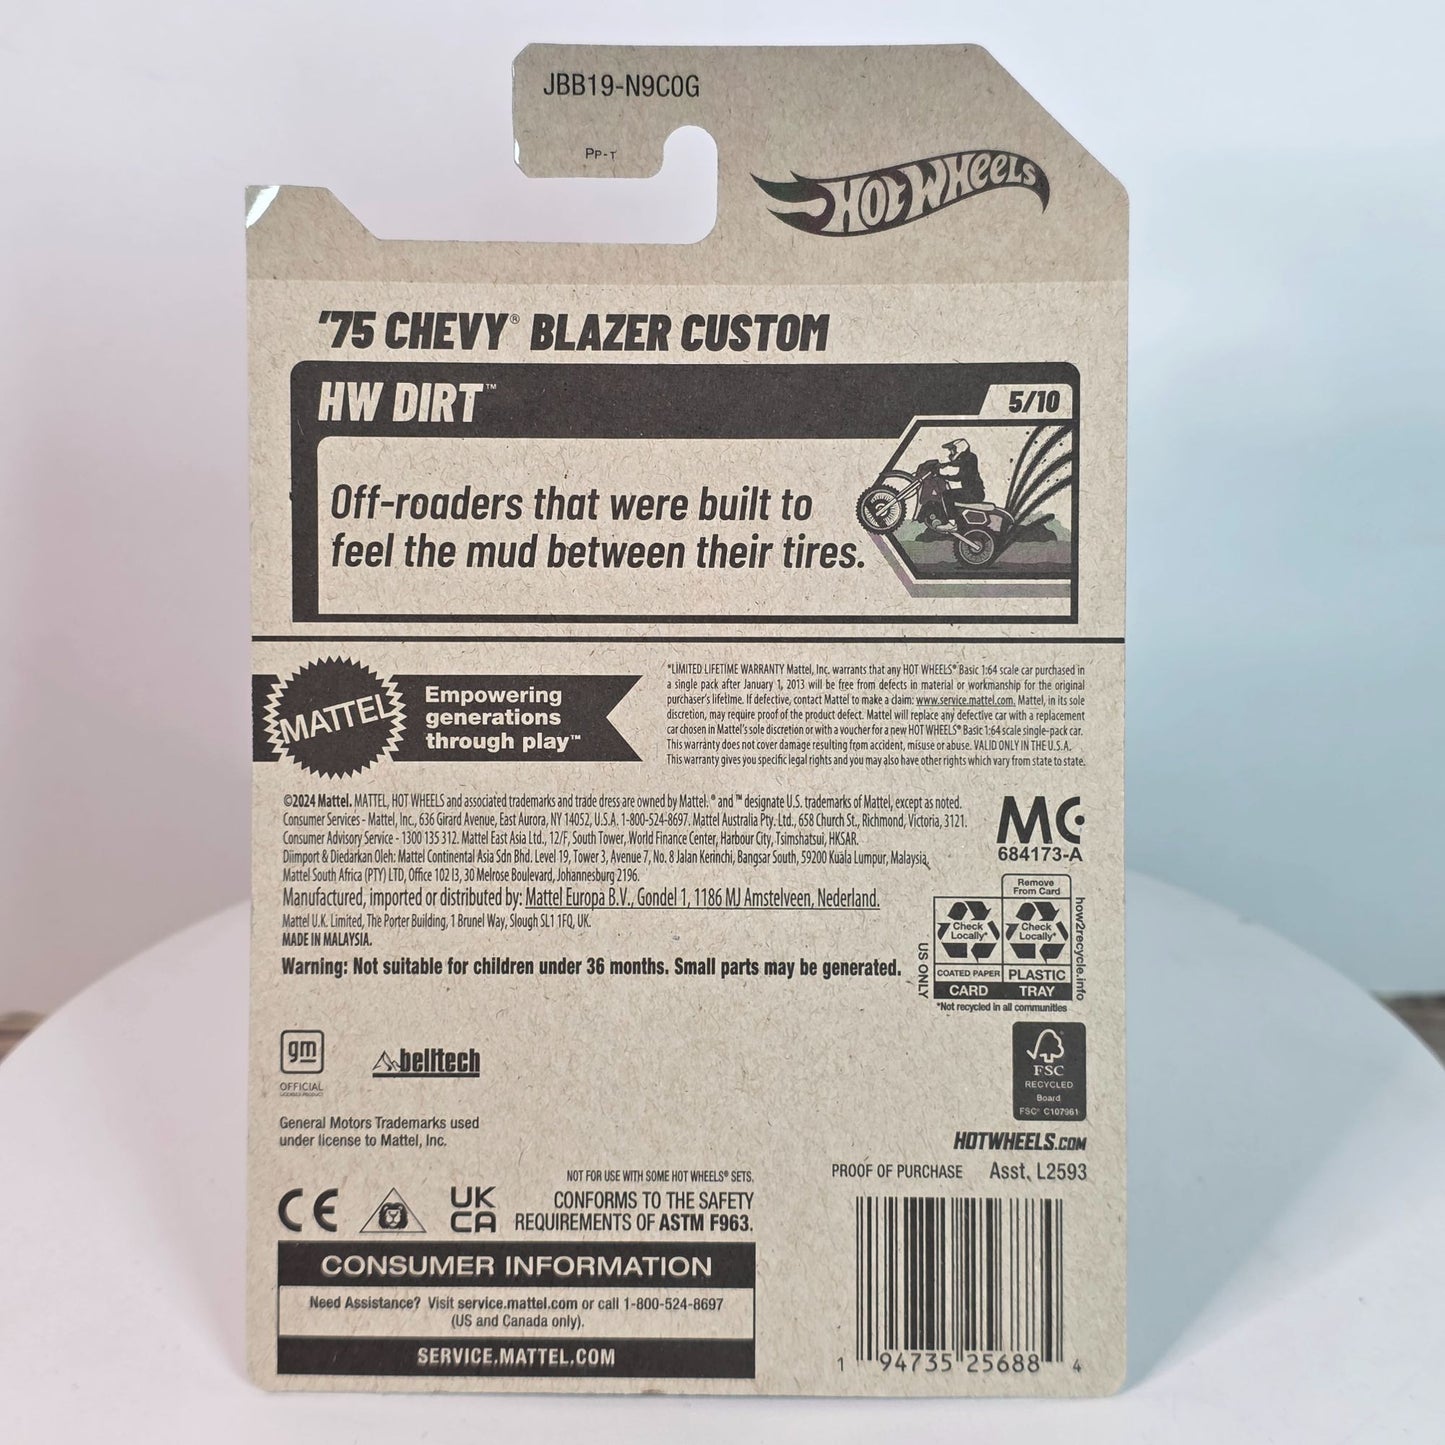 JBB19-N9C0G
PP-T
HOT WHEELS
'75 CHEVY® BLAZER CUSTOM
HW DIRT™
5/10
Off-roaders that were built to
feel the mud between their tires.
MATTEL
Empowering
generations
through play™
*LIMITED LIFETIME WARRANTY Mattel, Inc. warrants that any HOT WHEELS® Basic 1:64 scale car purchased in
a single pack after January 1, 2013 will be free from defects in material or workmanship for the original
purchaser's lifetime. If defective, contact Mattel to make a claim: www.service.mattel.com. Mattel, in its sole
discretion, may require proof of the product defect. Mattel will replace any defective car with a replacement
car chosen in Mattel's sole discretion or with a voucher for a new HOT WHEELS® Basic 1:64 scale single-pack car.
This warranty does not cover damage resulting from accident, misuse or abuse. VALID ONLY IN THE U.S.A.
This warranty gives you specific legal rights and you may also have other rights which vary from state to state.
©2024 Mattel. MATTEL, HOT WHEELS and associated trademarks and trade dress are owned by Mattel. ® and ™ designate U.S. trademarks of Mattel, except as noted.
Consumer Services - Mattel, Inc., 636 Girard Avenue, East Aurora, NY 14052, U.S.A. 1-800-524-8697. Mattel Australia Pty. Ltd., 658 Church St., Richmond, Victoria, 3121.
Consumer Advisory Service - 1300 135 312. Mattel East Asia Ltd., 12/F, South Tower, World Finance Center, Harbour City, Tsimshatsui, HKSAR.
Diimport & Diedarkan Oleh: Mattel Continental Asia Sdn Bhd. Level 19, Tower 3, Avenue 7, No. 8 Jalan Kerinchi, Bangsar South, 59200 Kuala Lumpur, Malaysia,
Mattel South Africa (PTY) LTD, Office 102 I3, 30 Melrose Boulevard, Johannesburg 2196.
Manufactured, imported or distributed by: Mattel Europa B.V., Gondel 1, 1186 MJ Amstelveen, Nederland.
Mattel U.K. Limited, The Porter Building, 1 Brunel Way, Slough SL1 1FQ, UK.
MADE IN MALAYSIA.
Warning: Not suitable for children under 36 months. Small parts may be generated.
MC
684173-A
Remove
From Card
Check
Locally*
Check
Locally*
COATED PAPER
PLASTIC
CARD
TRAY
US ONLY
how2recycle.info
*Not recycled in all communities
gm
OFFICIAL
LICENSED PRODUCT
belltech
General Motors Trademarks used
under license to Mattel, Inc.
FSC
RECYCLED
Board
FSC® C107961
HOTWHEELS.COM
PROOF OF PURCHASE
Asst. L2593
NOT FOR USE WITH SOME HOT WHEELS® SETS.
CE
UK
CA
CONFORMS TO THE SAFETY
REQUIREMENTS OF ASTM F963.
CONSUMER INFORMATION
Need Assistance? Visit service.mattel.com or call 1-800-524-8697
(US and Canada only).
SERVICE.MATTEL.COM
1 94735 25688 4